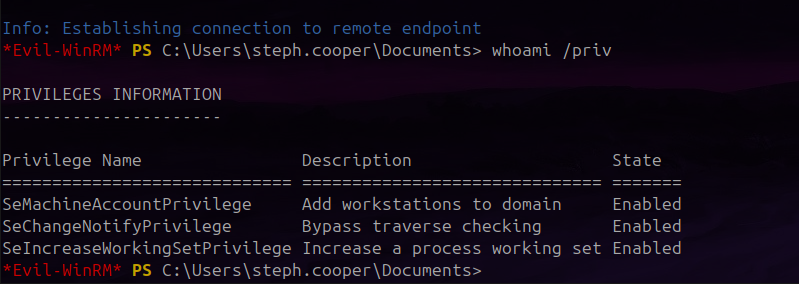 Info: Establishing connection to remote endpoint
*Evil-WinRM* PS C:\Users\steph.cooper\Documents> whoami /priv
PRIVILEGES INFORMATION
----------------------
Privilege Name                Description                    State
============================= ============================== =======
SeMachineAccountPrivilege     Add workstations to domain     Enabled
SeChangeNotifyPrivilege       Bypass traverse checking       Enabled
SeIncreaseWorkingSetPrivilege Increase a process working set Enabled
*Evil-WinRM* PS C:\Users\steph.cooper\Documents>